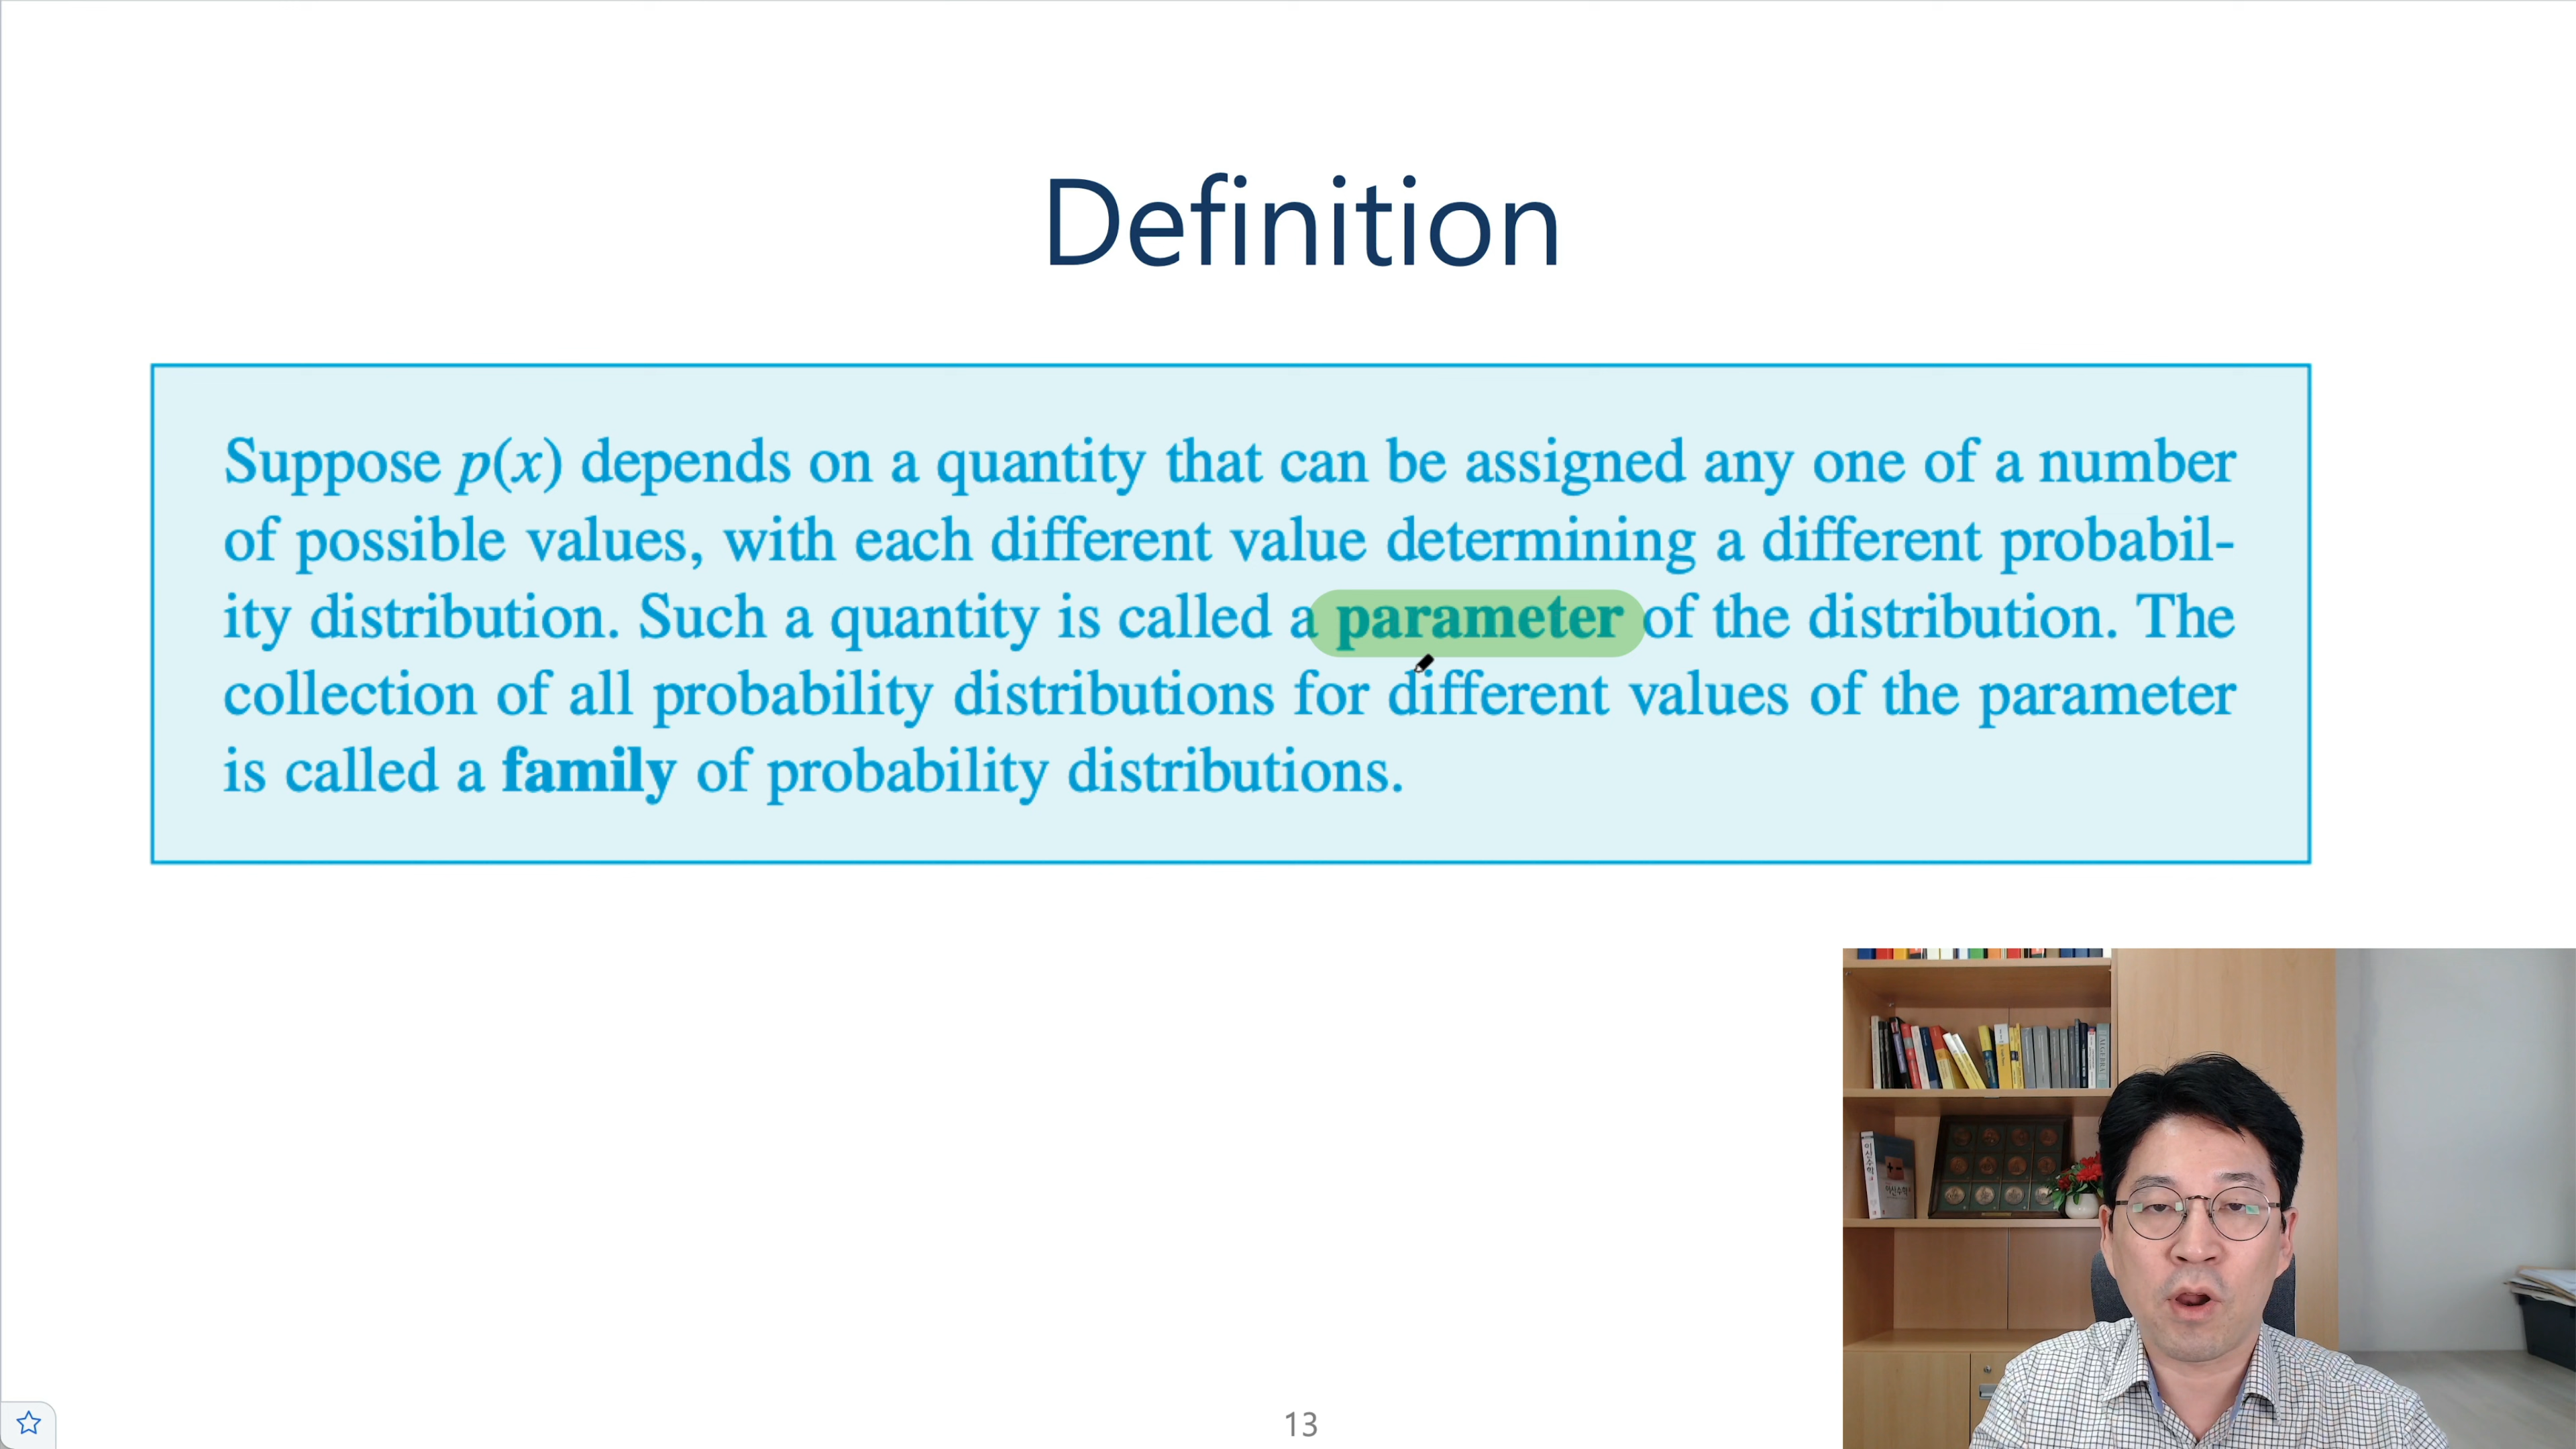 Definition
Suppose p(x) depends on a quantity that can be assigned any one of a number
of possible values, with each different value determining a different probabil-
ity distribution. Such a quantity is called a parameter of the distribution. The
collection of all probability distributions for different values of the parameter
is called a family of probability distributions.
13